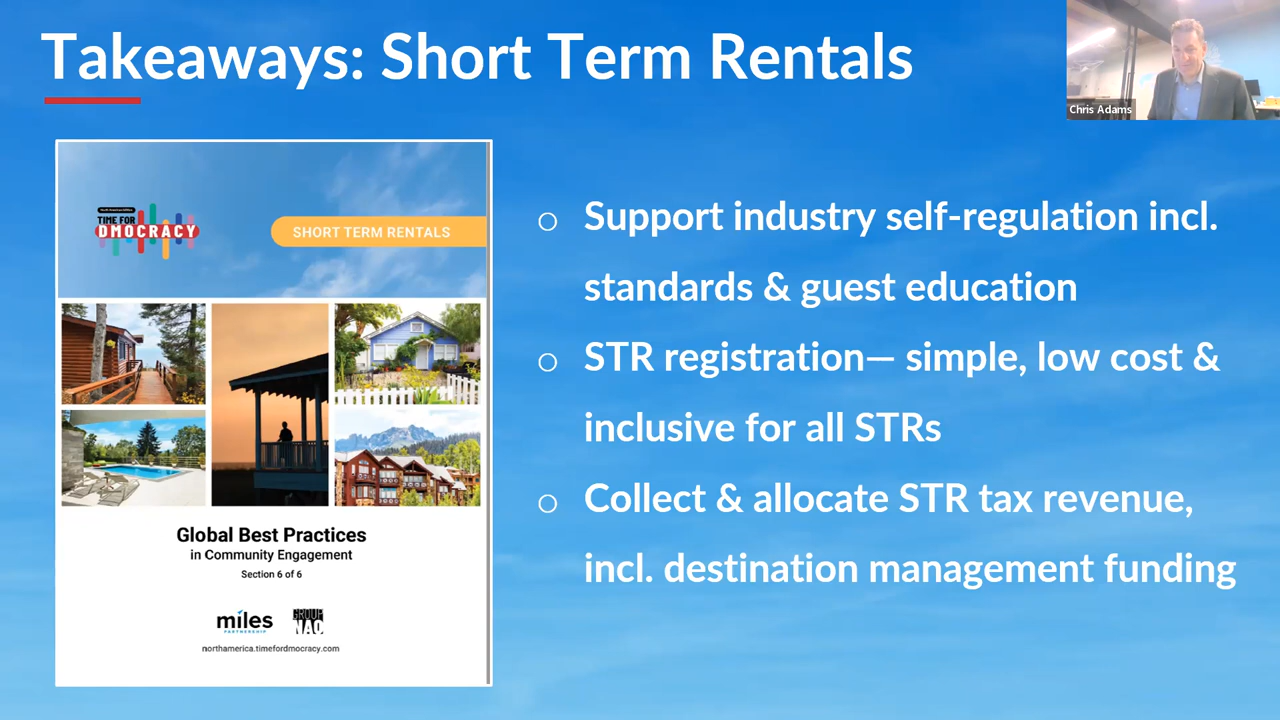 Takeaways: Short Term Rentals
Chris Adams
TIME FOR
DMOCRACY
SHORT TERM RENTALS
Global Best Practices
in Community Engagement
Section 6 of 6
miles
PARTNERSHIP
GROUP
NAO
northamerica.timefordmocracy.com
○ Support industry self-regulation incl.
standards & guest education
○ STR registration— simple, low cost &
inclusive for all STRs
○ Collect & allocate STR tax revenue,
incl. destination management funding